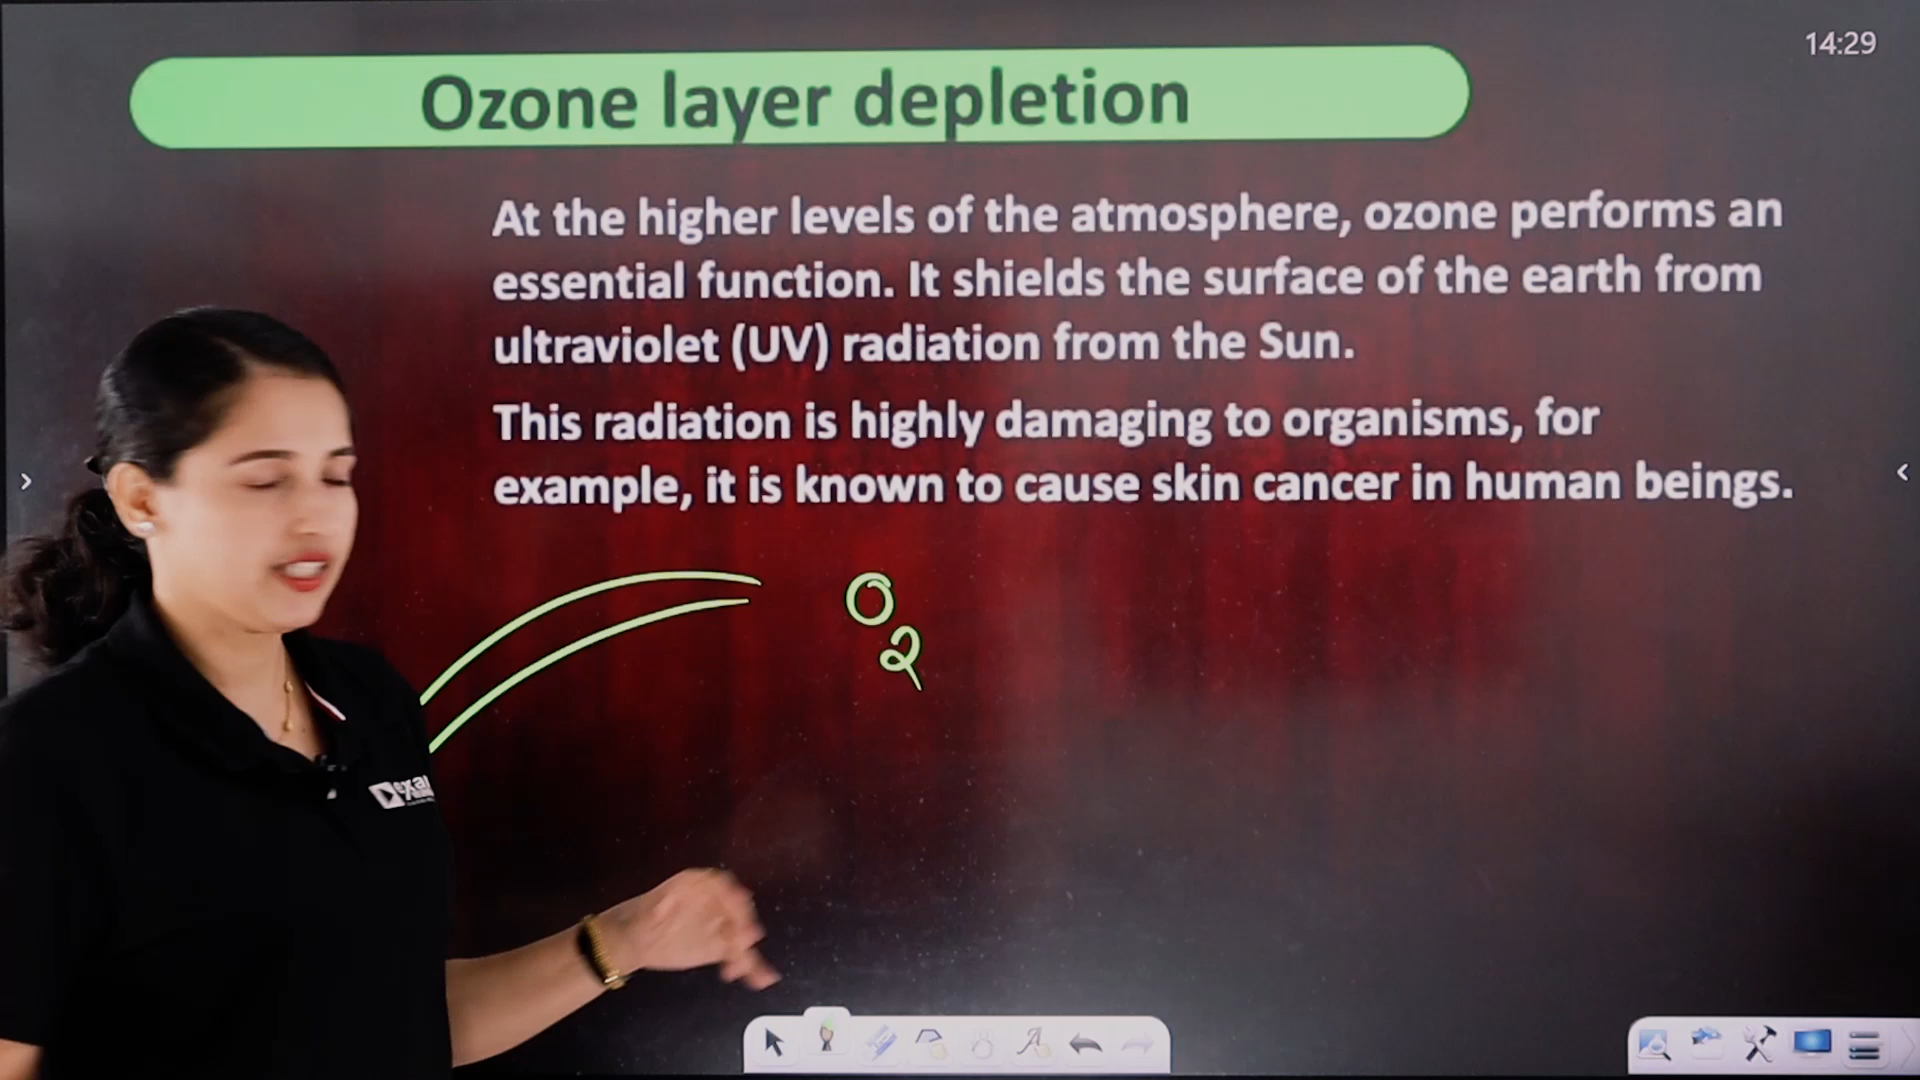 14:29
Ozone layer depletion
At the higher levels of the atmosphere, ozone performs an
essential function. It shields the surface of the earth from
ultraviolet (UV) radiation from the Sun.
This radiation is highly damaging to organisms, for
example, it is known to cause skin cancer in human beings.
O
2
exa